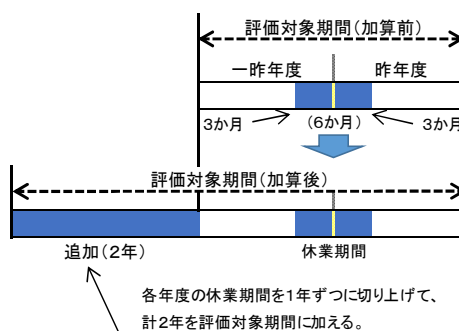 評価対象期間(加算前)
一昨年度 昨年度
3か月 (6か月) 3か月
評価対象期間(加算後)
追加(2年) 休業期間
各年度の休業期間を1年ずつに切り上げて、
計2年を評価対象期間に加える。